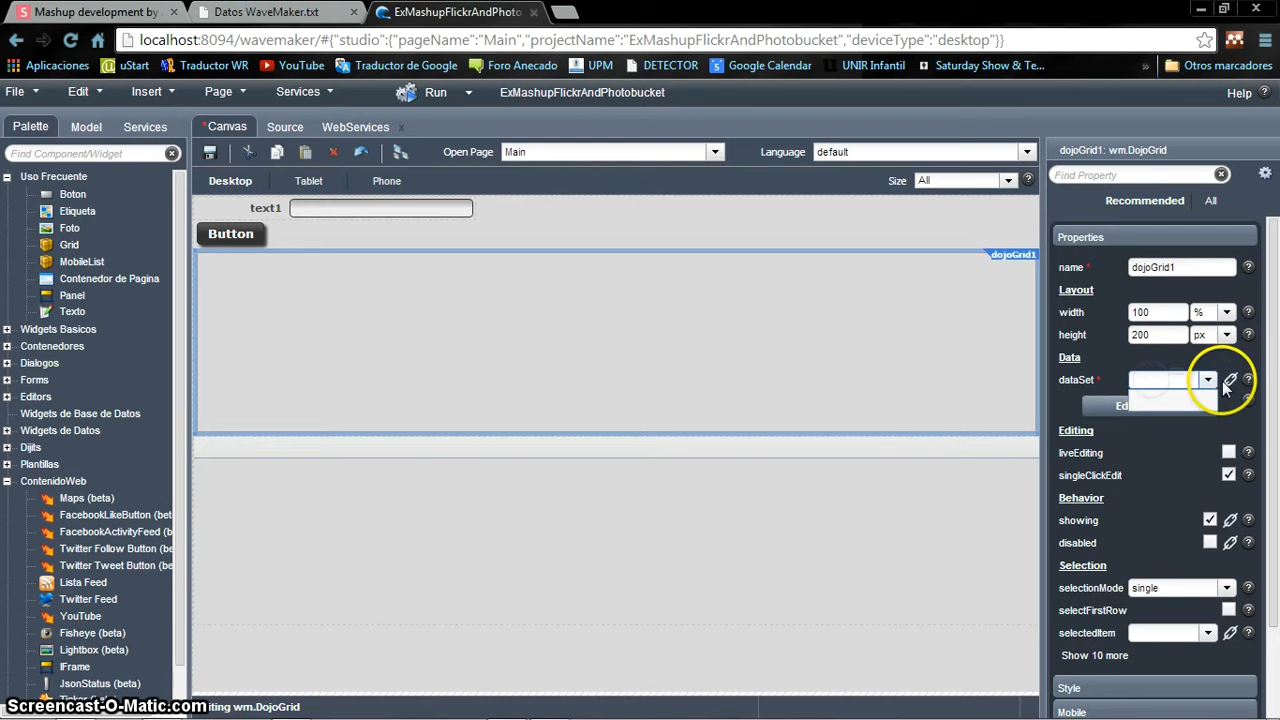 Mashup development by
Datos WaveMaker.txt
ExMashupFlickrAndPhoto
localhost:8094/wavemaker/#{"studio":{"pageName":"Main","projectName":"ExMashupFlickrAndPhotobucket","deviceType":"desktop"}}
Aplicaciones
uStart
Traductor WR
YouTube
Traductor de Google
Foro Anecado
UPM
DETECTOR
Google Calendar
UNIR Infantil
Saturday Show & Te...
»
Otros marcadores
File
Edit
Insert
Page
Services
Run
ExMashupFlickrAndPhotobucket
Help
Palette
Model
Services
*Canvas
Source
WebServices
x
dojoGrid1: wm.DojoGrid
Find Component/Widget
Open Page
Main
Language
default
Find Property
Desktop
Tablet
Phone
Size
All
Recommended
All
Uso Frecuente
Boton
Etiqueta
Foto
Grid
MobileList
Contenedor de Pagina
Panel
Texto
Widgets Basicos
Contenedores
Dialogos
Forms
Editors
Widgets de Base de Datos
Widgets de Datos
Dijits
Plantillas
ContenidoWeb
Maps (beta)
FacebookLikeButton (bet
FacebookActivityFeed (b
Twitter Follow Button (
Twitter Tweet Button (be
Lista Feed
Twitter Feed
YouTube
Fisheye (beta)
Lightbox (beta)
IFrame
JsonStatus (beta)
text1
Button
dojoGrid1
Properties
name *
dojoGrid1
Layout
width
100
%
height
200
px
Data
dataSet *
Ed
Editing
liveEditing
singleClickEdit
Behavior
showing
disabled
Selection
selectionMode
single
selectFirstRow
selectedItem
Show 10 more
Style
Mobile
Screencast-O-Matic.com
iting wm.DojoGrid